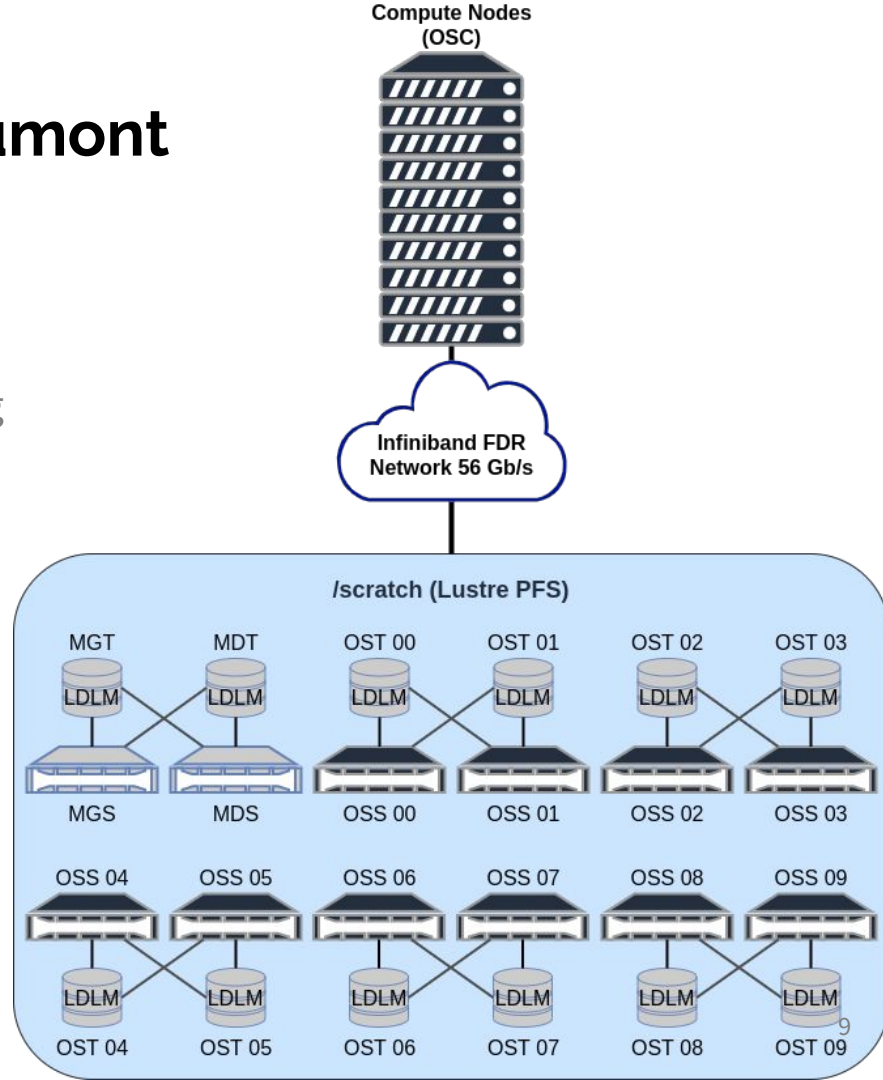 Compute Nodes
(OSC)
umont
g
Infiniband FDR
Network 56 Gb/s
/scratch (Lustre PFS)
MGT MDT OST 00 OST 01 OST 02 OST 03
LDLM LDLM LDLM LDLM LDLM LDLM
MGS MDS OSS 00 OSS 01 OSS 02 OSS 03
OSS 04 OSS 05 OSS 06 OSS 07 OSS 08 OSS 09
LDLM LDLM LDLM LDLM LDLM LDLM
OST 04 OST 05 OST 06 OST 07 OST 08 OST 09
9